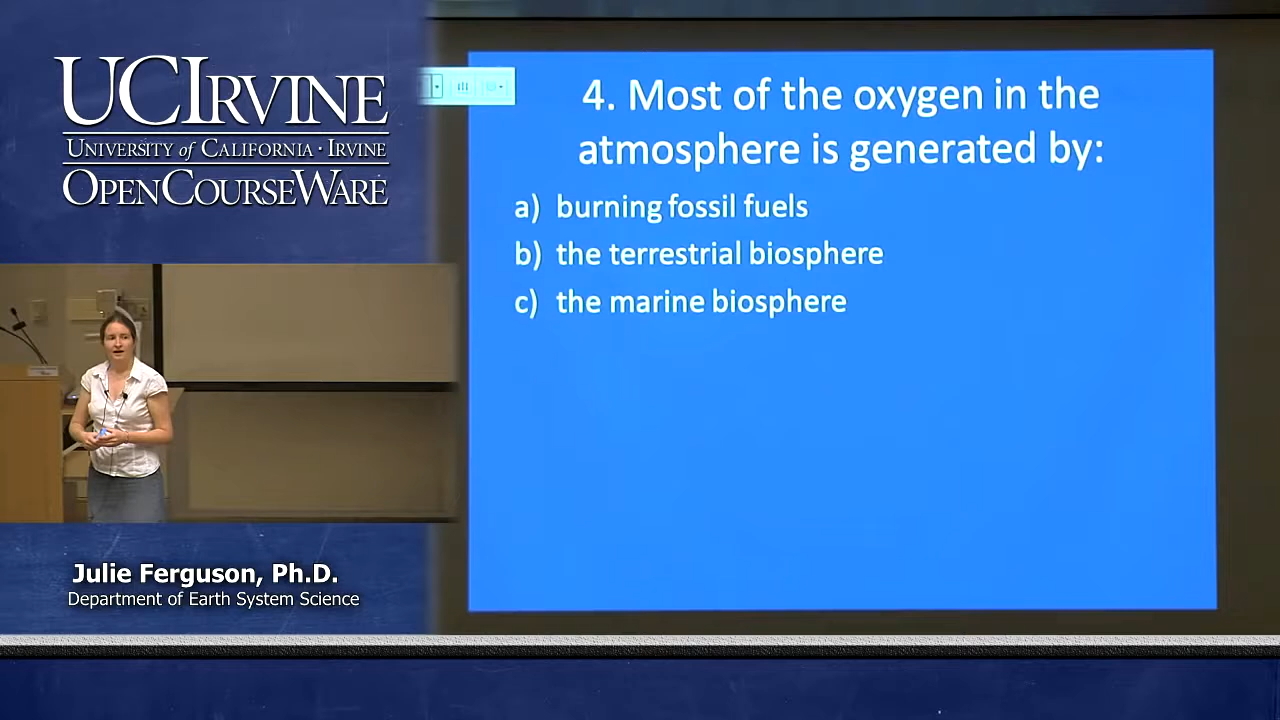 UCIRVINE
UNIVERSITY of CALIFORNIA · IRVINE
OPENCOURSEWARE
4. Most of the oxygen in the
atmosphere is generated by:
a) burning fossil fuels
b) the terrestrial biosphere
c) the marine biosphere
Julie Ferguson, Ph.D.
Department of Earth System Science